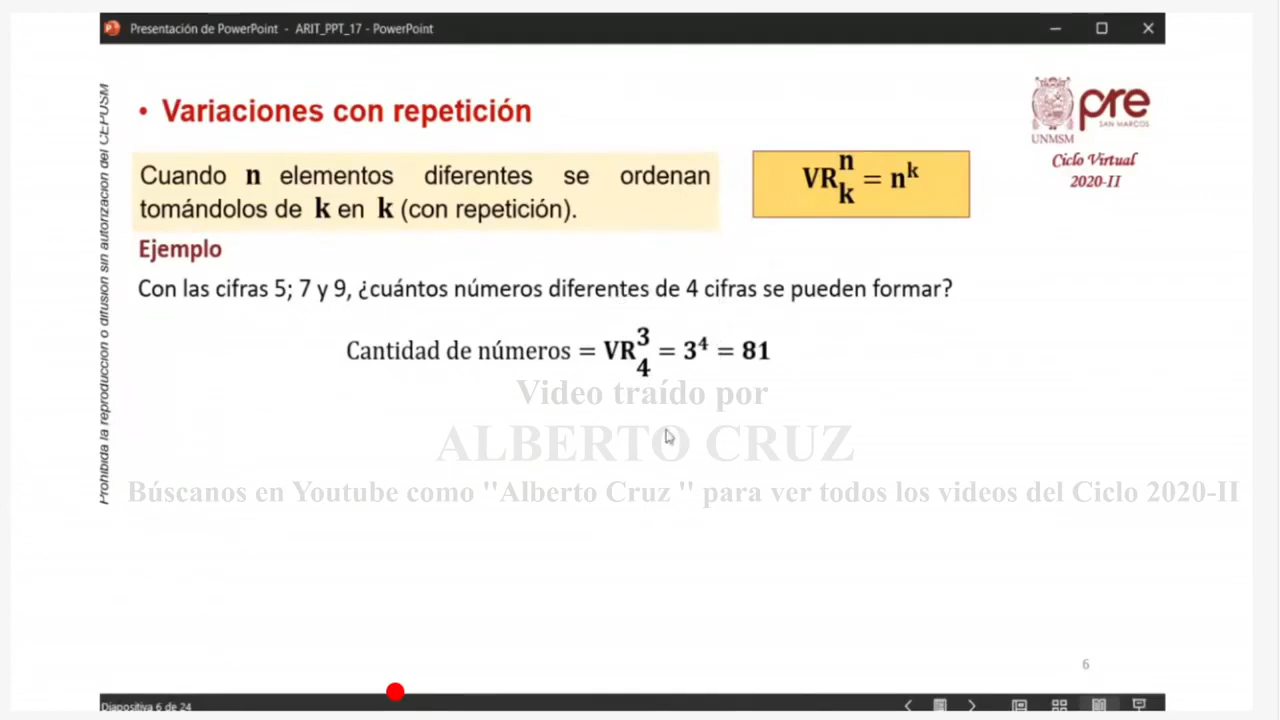 Presentación de PowerPoint - ARIT_PPT_17 - PowerPoint
Prohibida la reproduccion o difusion sin autorizacion del CEPUSM
• Variaciones con repetición
pre
SAN MARCOS
UNMSM
Ciclo Virtual
2020-II
Cuando n elementos diferentes se ordenan
tomándolos de k en k (con repetición).
VR^n_k = n^k
Ejemplo
Con las cifras 5; 7 y 9, ¿cuántos números diferentes de 4 cifras se pueden formar?
Cantidad de números = VR^3_4 = 3^4 = 81
Video traído por
ALBERTO CRUZ
Búscanos en Youtube como "Alberto Cruz " para ver todos los videos del Ciclo 2020-II
6
Diapositiva 6 de 24